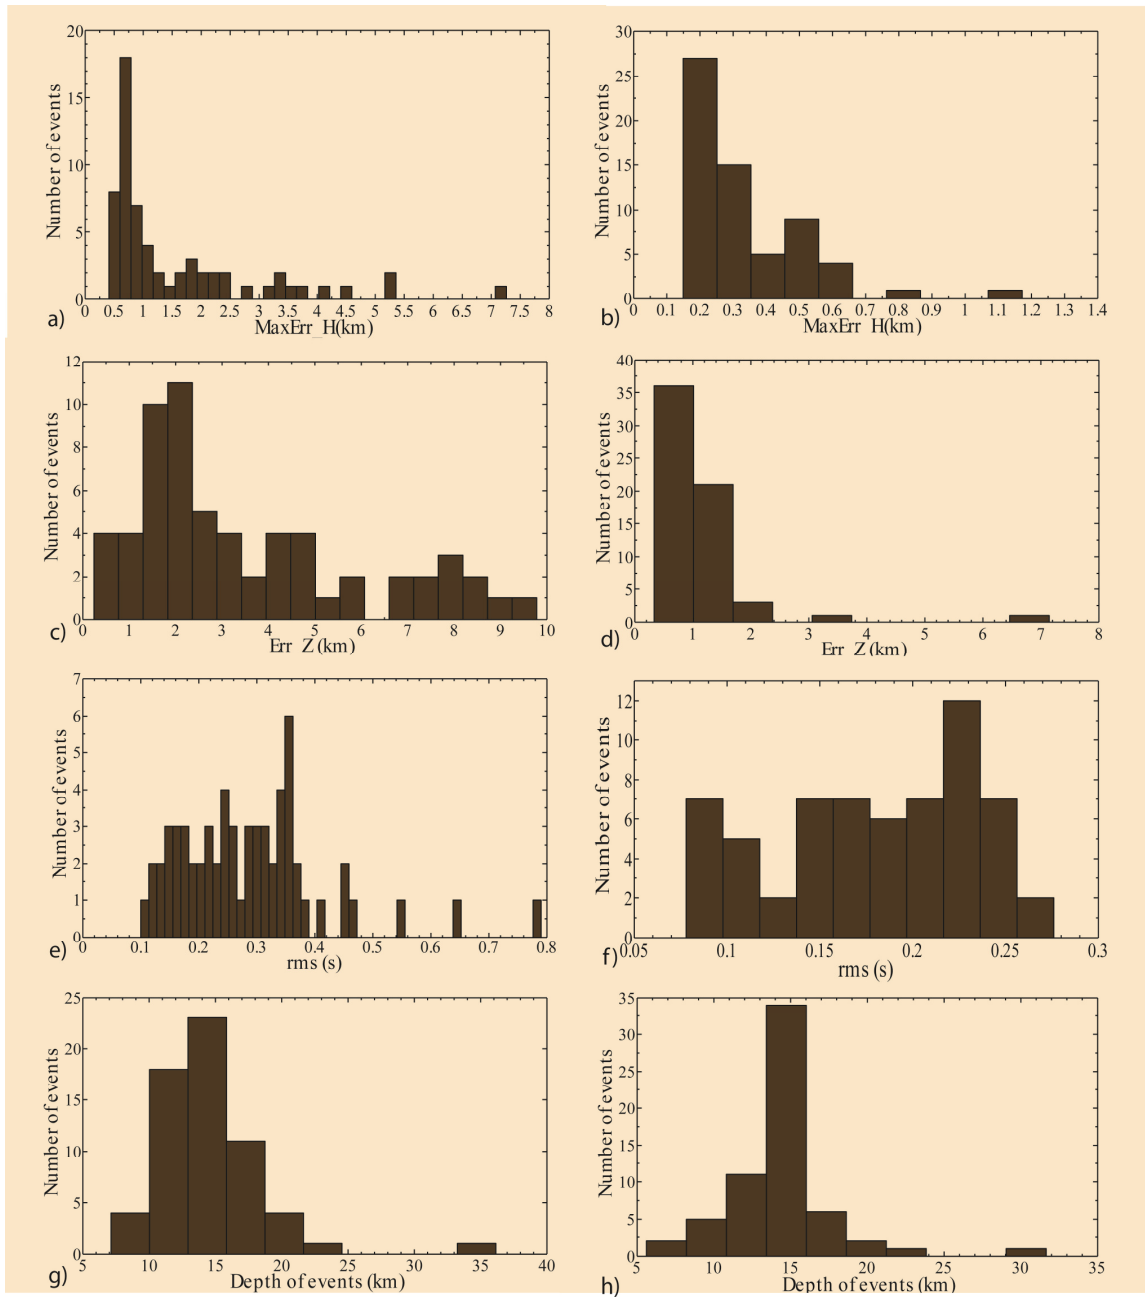 20
15
10
5
0
Number of events
0.5 1 1.5 2 2.5 3 3.5 4 4.5 5 5.5 6 6.5 7 7.5 8
MaxErr_H(km)
a)
30
25
20
15
10
5
0
Number of events
0 0.1 0.2 0.3 0.4 0.5 0.6 0.7 0.8 0.9 1 1.1 1.2 1.3 1.4
MaxErr_H(km)
b)
12
10
8
6
4
2
0
Number of events
0 1 2 3 4 5 6 7 8 9 10
Err_Z (km)
c)
40
35
30
25
20
15
10
5
0
Number of events
0 1 2 3 4 5 6 7 8
Err_Z (km)
d)
7
6
5
4
3
2
1
0
Number of events
0 0.1 0.2 0.3 0.4 0.5 0.6 0.7 0.8
rms (s)
e)
12
10
8
6
4
2
0
Number of events
0.05 0.1 0.15 0.2 0.25 0.3
rms (s)
f)
25
20
15
10
5
0
Number of events
5 10 15 20 25 30 35 40
Depth of events (km)
g)
35
30
25
20
15
10
5
0
Number of events
5 10 15 20 25 30 35
Depth of events (km)
h)